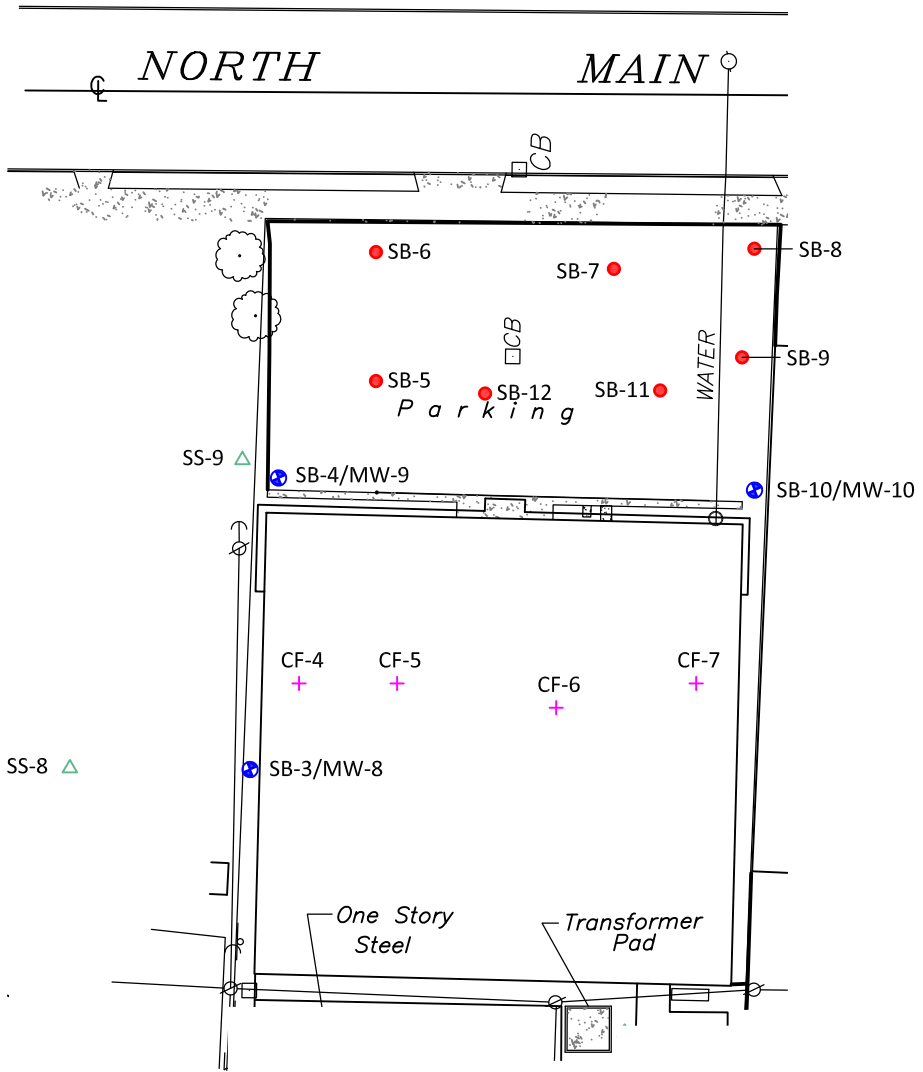 NORTH MAIN
CL
CB
SB-6
SB-7
SB-8
CB
WATER
SB-9
SB-5
SB-12
SB-11
Parking
SS-9
SB-4/MW-9
SB-10/MW-10
CF-4
CF-5
CF-6
CF-7
SS-8
SB-3/MW-8
One Story
Steel
Transformer
Pad